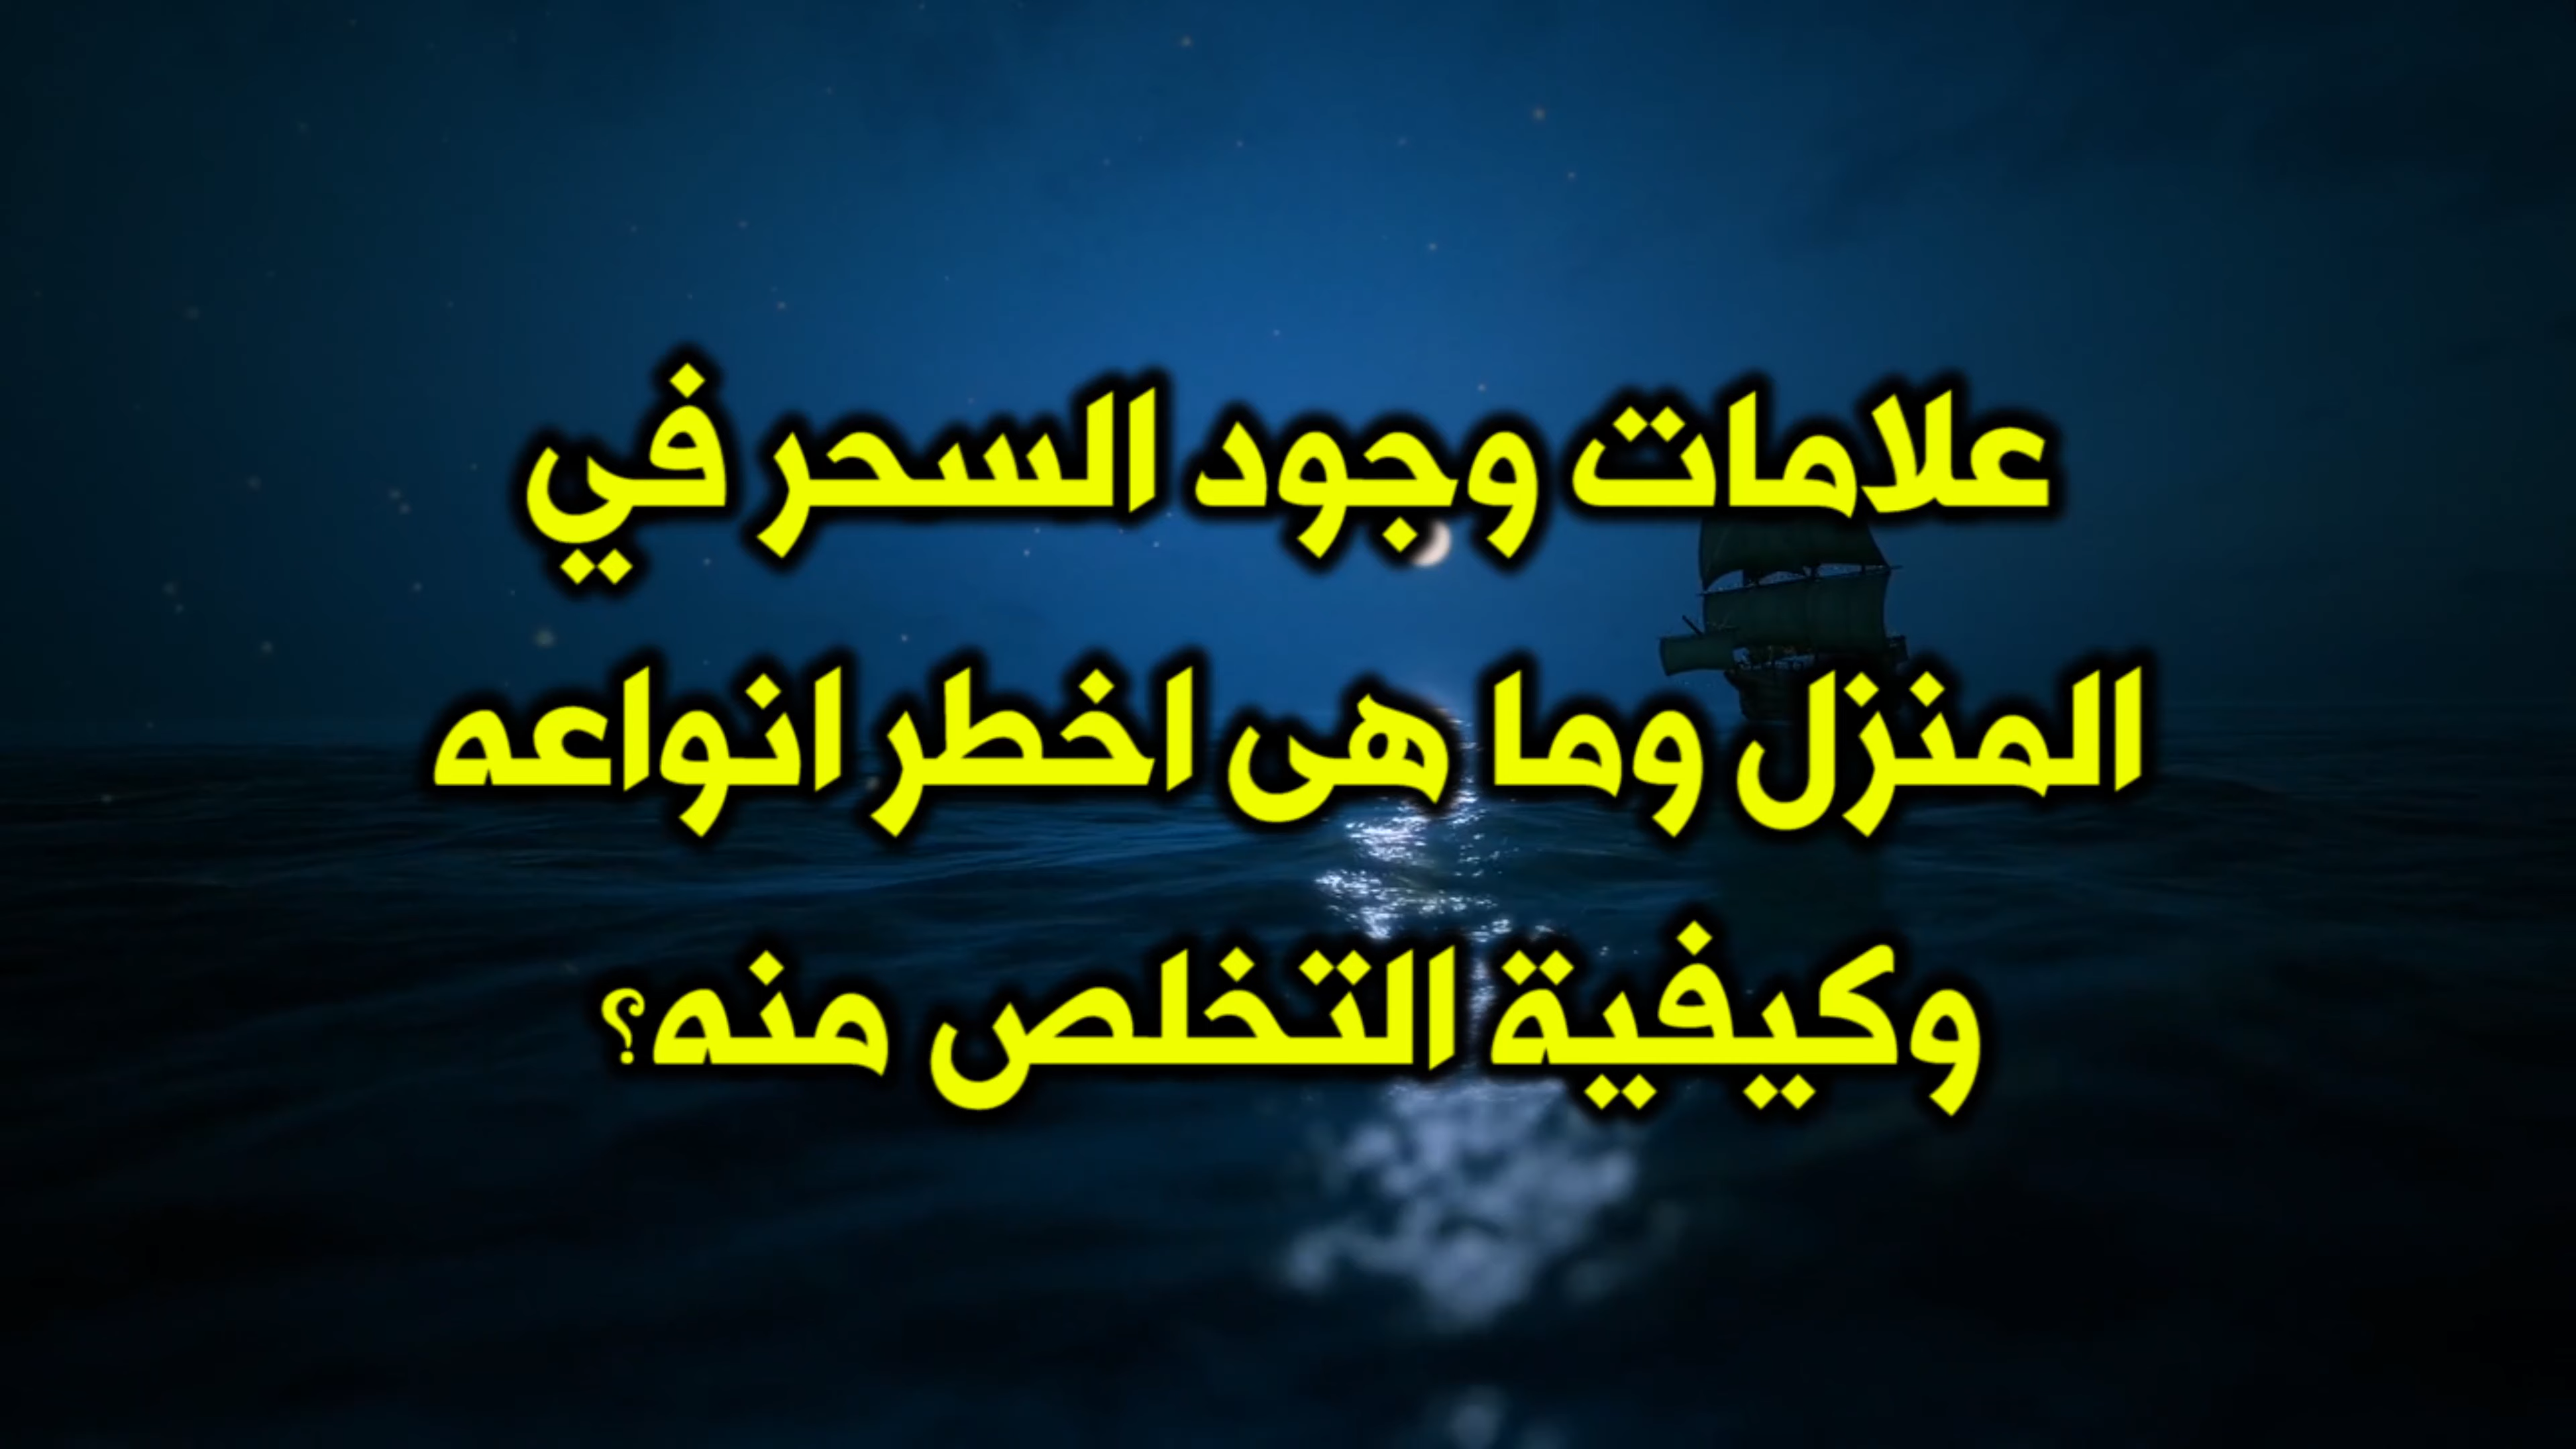 علامات وجود السحر في
المنزل وما هى اخطر انواعه
وكيفية التخلص منه؟